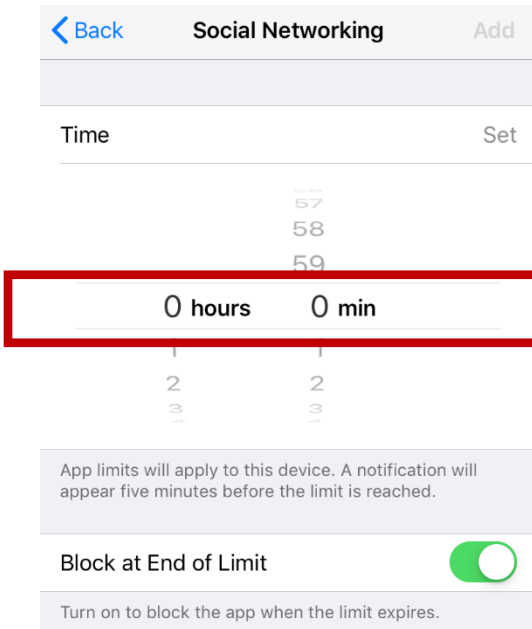 Back Social Networking Add
Time Set
57
58
59
0 hours 0 min
1 1
2 2
3 3
App limits will apply to this device. A notification will
appear five minutes before the limit is reached.
Block at End of Limit
Turn on to block the app when the limit expires.